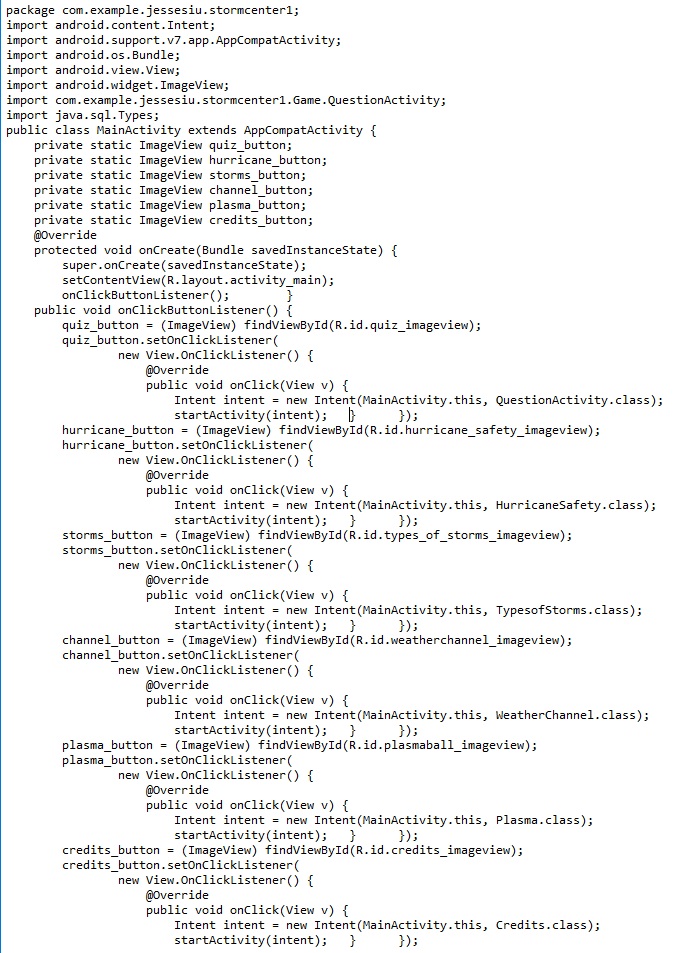 package com.example.jessesiu.stormcenter1;
import android.content.Intent;
import android.support.v7.app.AppCompatActivity;
import android.os.Bundle;
import android.view.View;
import android.widget.ImageView;
import com.example.jessesiu.stormcenter1.Game.QuestionActivity;
import java.sql.Types;
public class MainActivity extends AppCompatActivity {
    private static ImageView quiz_button;
    private static ImageView hurricane_button;
    private static ImageView storms_button;
    private static ImageView channel_button;
    private static ImageView plasma_button;
    private static ImageView credits_button;
    @Override
    protected void onCreate(Bundle savedInstanceState) {
        super.onCreate(savedInstanceState);
        setContentView(R.layout.activity_main);
        onClickButtonListener();        }
    public void onClickButtonListener() {
        quiz_button = (ImageView) findViewById(R.id.quiz_imageview);
        quiz_button.setOnClickListener(
                new View.OnClickListener() {
                    @Override
                    public void onClick(View v) {
                        Intent intent = new Intent(MainActivity.this, QuestionActivity.class);
                        startActivity(intent);   }      });
        hurricane_button = (ImageView) findViewById(R.id.hurricane_safety_imageview);
        hurricane_button.setOnClickListener(
                new View.OnClickListener() {
                    @Override
                    public void onClick(View v) {
                        Intent intent = new Intent(MainActivity.this, HurricaneSafety.class);
                        startActivity(intent);   }      });
        storms_button = (ImageView) findViewById(R.id.types_of_storms_imageview);
        storms_button.setOnClickListener(
                new View.OnClickListener() {
                    @Override
                    public void onClick(View v) {
                        Intent intent = new Intent(MainActivity.this, TypesofStorms.class);
                        startActivity(intent);   }      });
        channel_button = (ImageView) findViewById(R.id.weatherchannel_imageview);
        channel_button.setOnClickListener(
                new View.OnClickListener() {
                    @Override
                    public void onClick(View v) {
                        Intent intent = new Intent(MainActivity.this, WeatherChannel.class);
                        startActivity(intent);   }      });
        plasma_button = (ImageView) findViewById(R.id.plasmaball_imageview);
        plasma_button.setOnClickListener(
                new View.OnClickListener() {
                    @Override
                    public void onClick(View v) {
                        Intent intent = new Intent(MainActivity.this, Plasma.class);
                        startActivity(intent);   }      });
        credits_button = (ImageView) findViewById(R.id.credits_imageview);
        credits_button.setOnClickListener(
                new View.OnClickListener() {
                    @Override
                    public void onClick(View v) {
                        Intent intent = new Intent(MainActivity.this, Credits.class);
                        startActivity(intent);   }      });